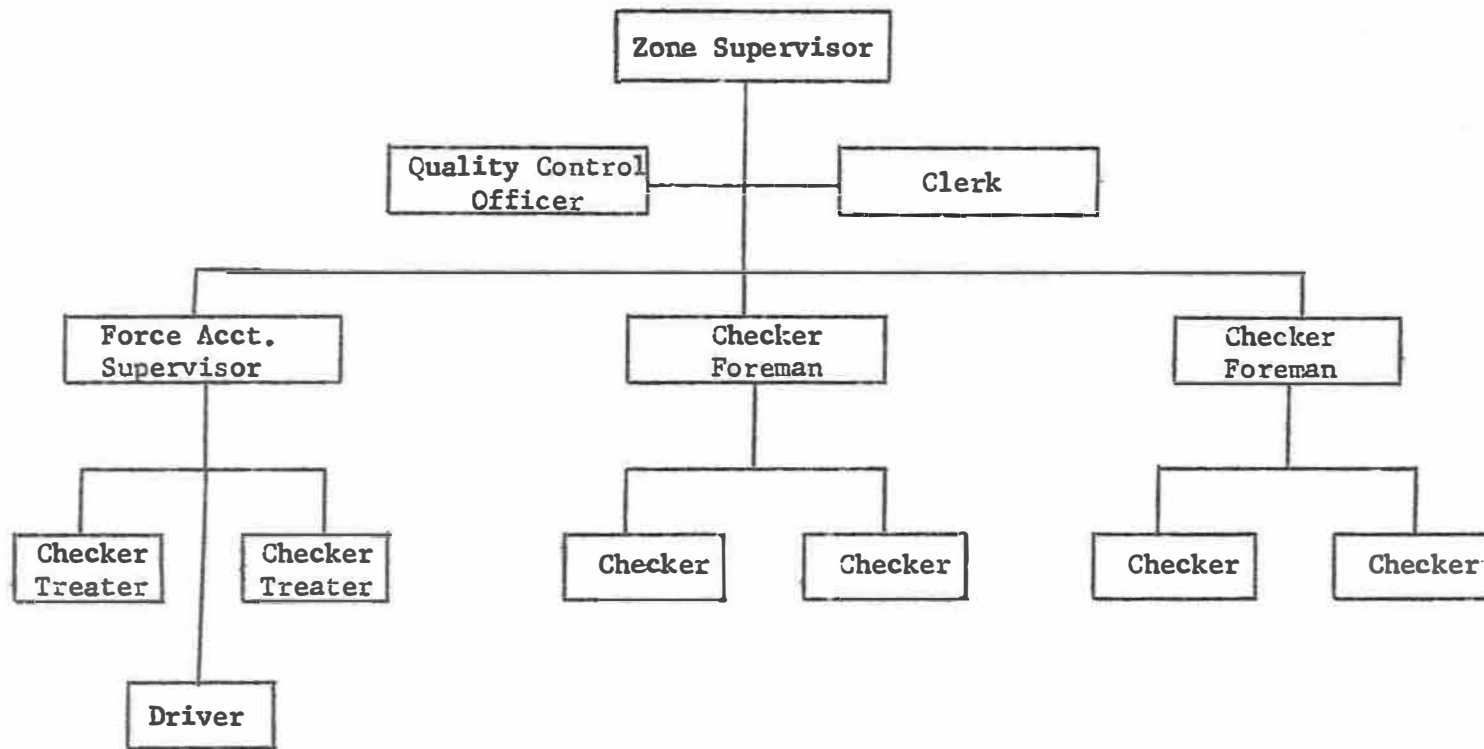 Zone Supervisor
Quality Control
Officer
Clerk
Force Acct.
Supervisor
Checker
Foreman
Checker
Foreman
Checker
Treater
Checker
Treater
Checker
Checker
Checker
Checker
Driver